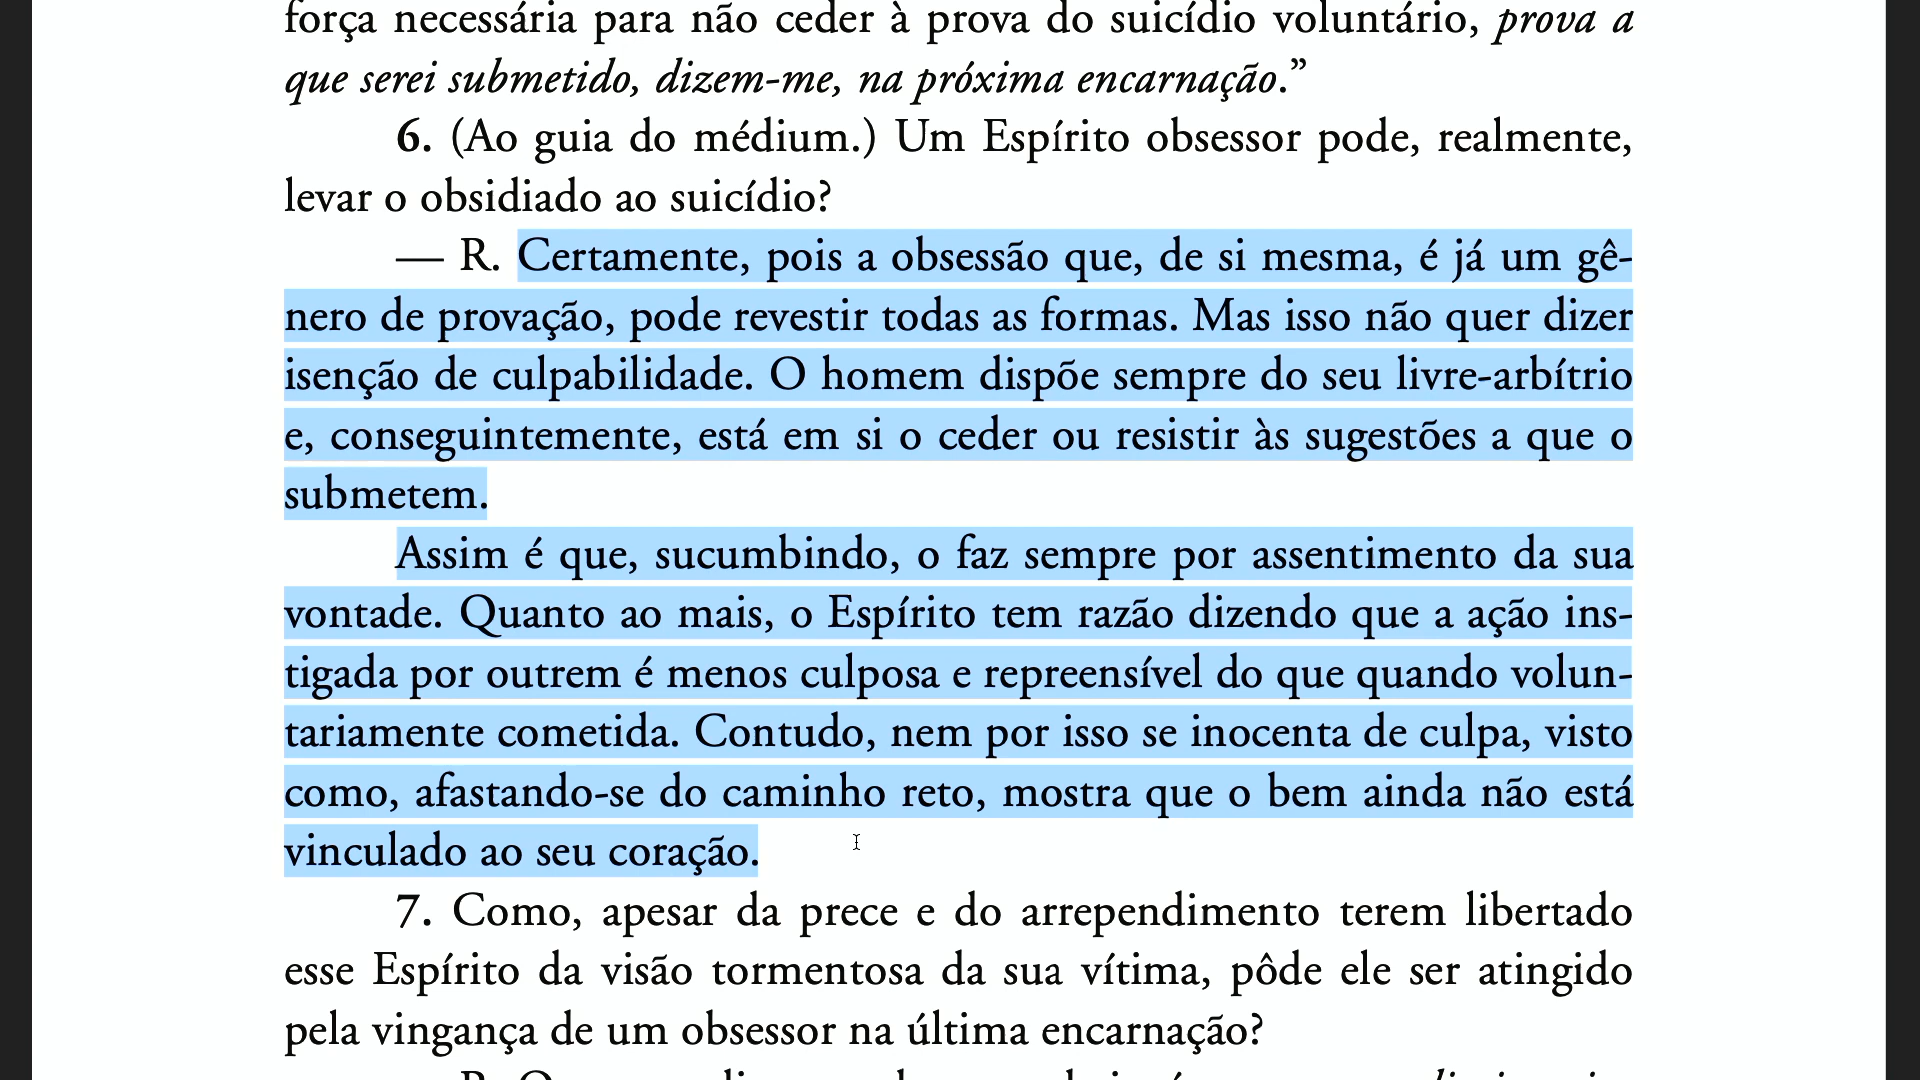 força necessária para não ceder à prova do suicídio voluntário, prova a
que serei submetido, dizem-me, na próxima encarnação.”
6. (Ao guia do médium.) Um Espírito obsessor pode, realmente,
levar o obsidiado ao suicídio?
— R. Certamente, pois a obsessão que, de si mesma, é já um gê-
nero de provação, pode revestir todas as formas. Mas isso não quer dizer
isenção de culpabilidade. O homem dispõe sempre do seu livre-arbítrio
e, conseguintemente, está em si o ceder ou resistir às sugestões a que o
submetem.
Assim é que, sucumbindo, o faz sempre por assentimento da sua
vontade. Quanto ao mais, o Espírito tem razão dizendo que a ação ins-
tigada por outrem é menos culposa e repreensível do que quando volun-
tariamente cometida. Contudo, nem por isso se inocenta de culpa, visto
como, afastando-se do caminho reto, mostra que o bem ainda não está
vinculado ao seu coração.
7. Como, apesar da prece e do arrependimento terem libertado
esse Espírito da visão tormentosa da sua vítima, pôde ele ser atingido
pela vingança de um obsessor na última encarnação?